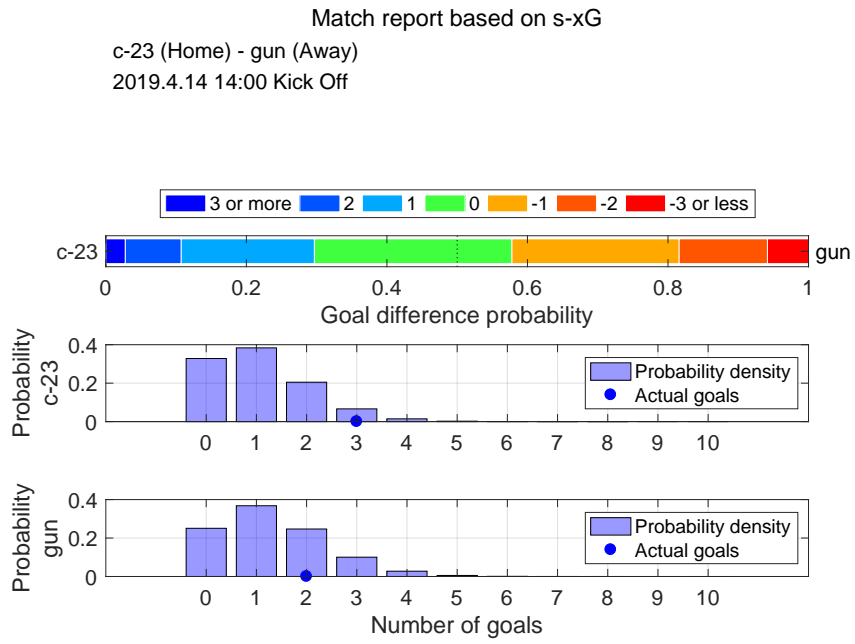 Match report based on s-xG
c-23 (Home) - gun (Away)
2019.4.14 14:00 Kick Off
3 or more 2 1 0 -1 -2 -3 or less
c-23 gun
0 0.2 0.4 0.6 0.8 1
Goal difference probability
Probability
c-23
0.4
0.2
0
Probability density
Actual goals
0 1 2 3 4 5 6 7 8 9 10
Probability
gun
0.4
0.2
0
Probability density
Actual goals
0 1 2 3 4 5 6 7 8 9 10
Number of goals